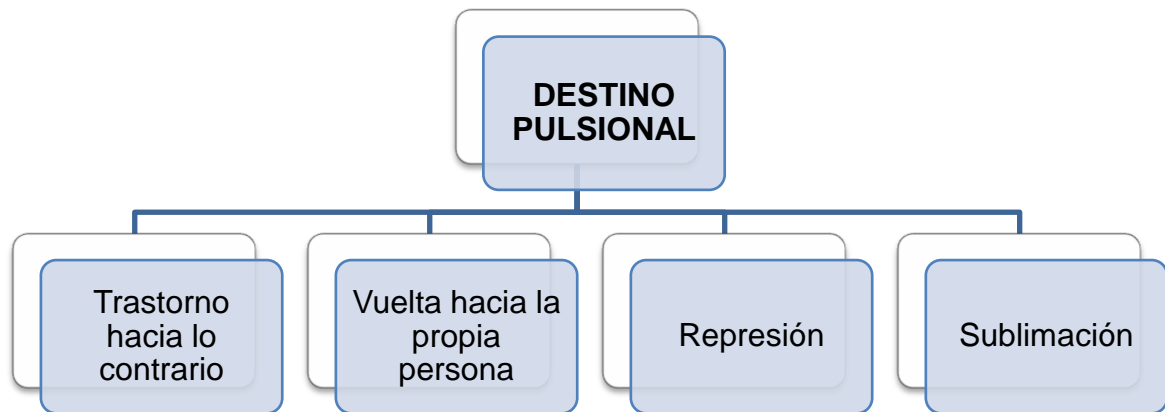 DESTINO
PULSIONAL
Trastorno
hacia lo
contrario
Vuelta hacia la
propia
persona
Represión
Sublimación